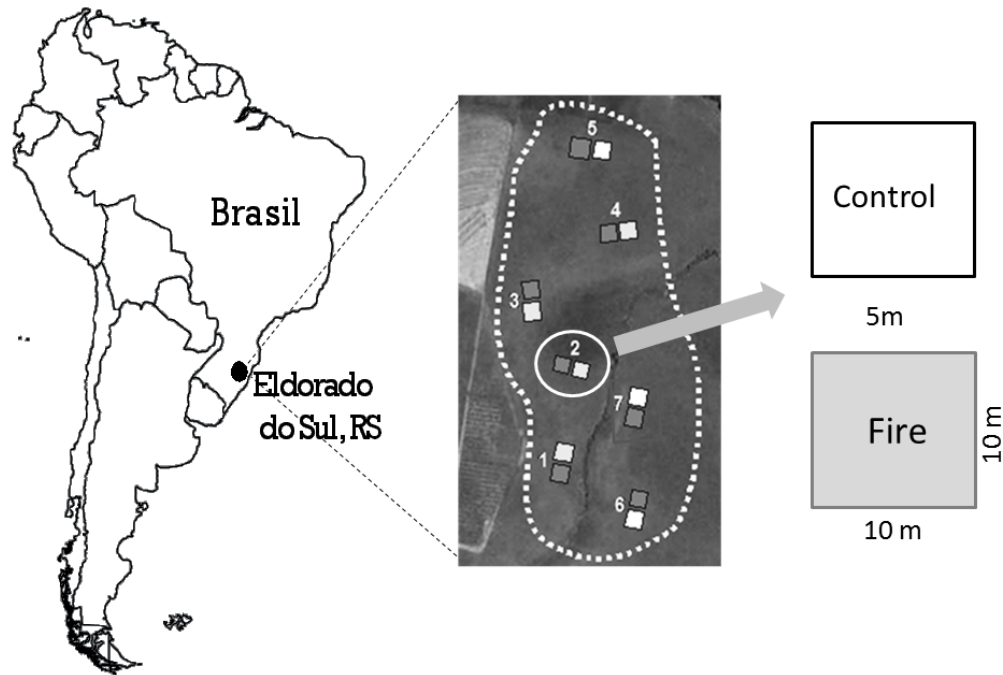 Brasil
Eldorado
do Sul, RS
5
4
3
2
7
1
6
Control
5m
Fire
10 m
10 m